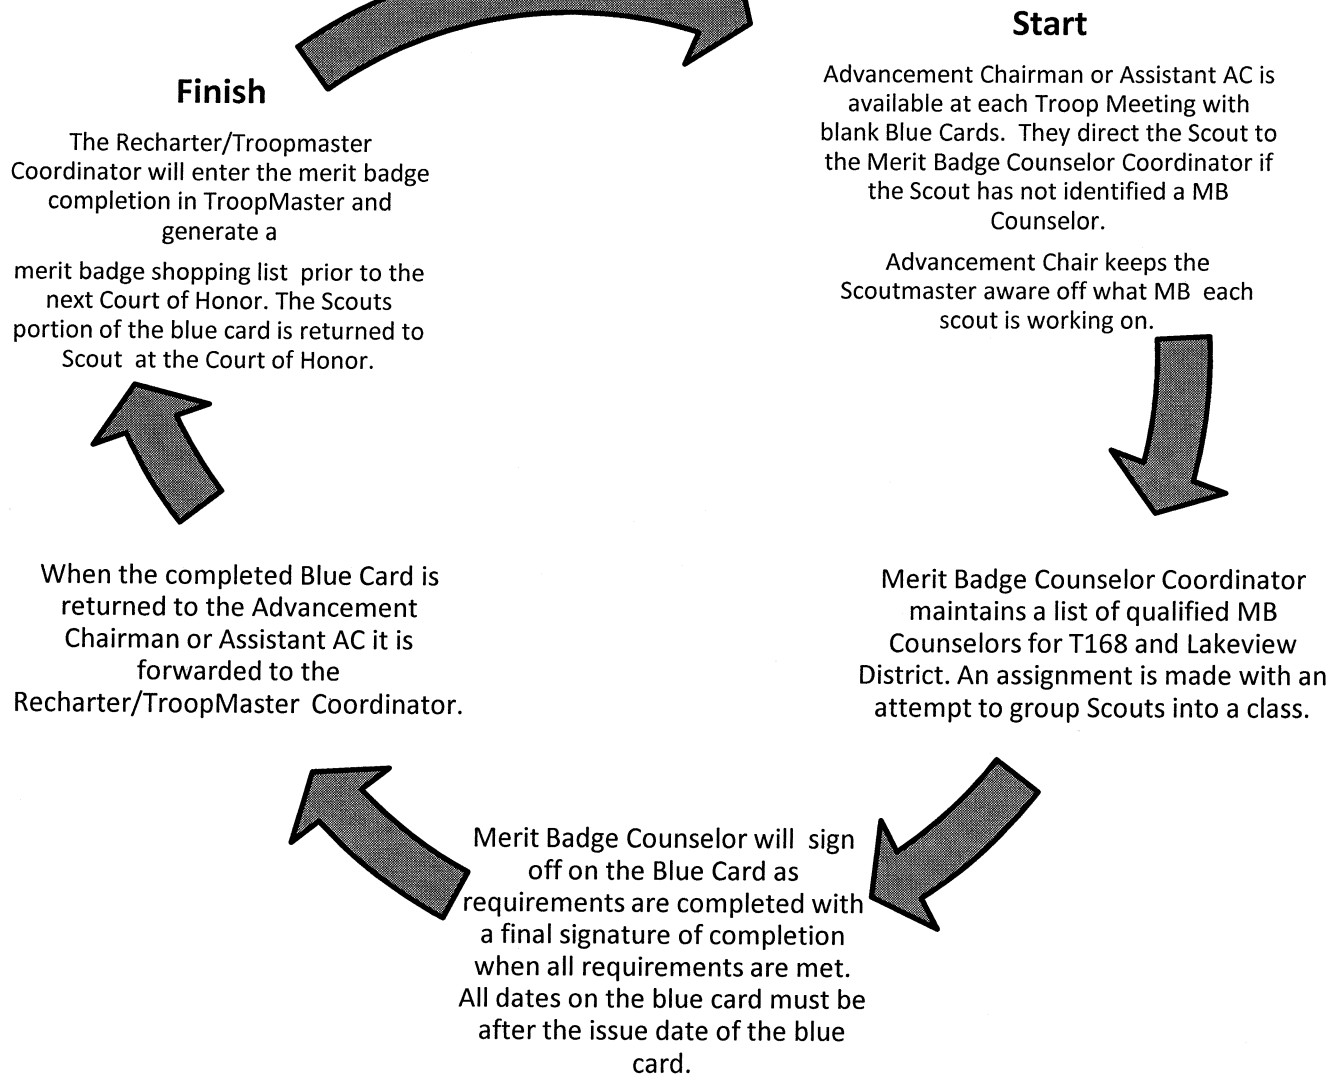 Start
Advancement Chairman or Assistant AC is
available at each Troop Meeting with
blank Blue Cards.  They direct the Scout to
the Merit Badge Counselor Coordinator if
the Scout has not identified a MB
Counselor.
Advancement Chair keeps the
Scoutmaster aware off what MB  each
scout is working on.
Merit Badge Counselor Coordinator
maintains a list of qualified MB
Counselors for T168 and Lakeview
District. An assignment is made with an
attempt to group Scouts into a class.
Merit Badge Counselor will  sign
off on the Blue Card as
requirements are completed with
a final signature of completion
when all requirements are met.
All dates on the blue card must be
after the issue date of the blue
card.
When the completed Blue Card is
returned to the Advancement
Chairman or Assistant AC it is
forwarded to the
Recharter/TroopMaster  Coordinator.
Finish
The Recharter/Troopmaster
Coordinator will enter the merit badge
completion in TroopMaster and
generate a
merit badge shopping list  prior to the
next Court of Honor. The Scouts
portion of the blue card is returned to
Scout  at the Court of Honor.